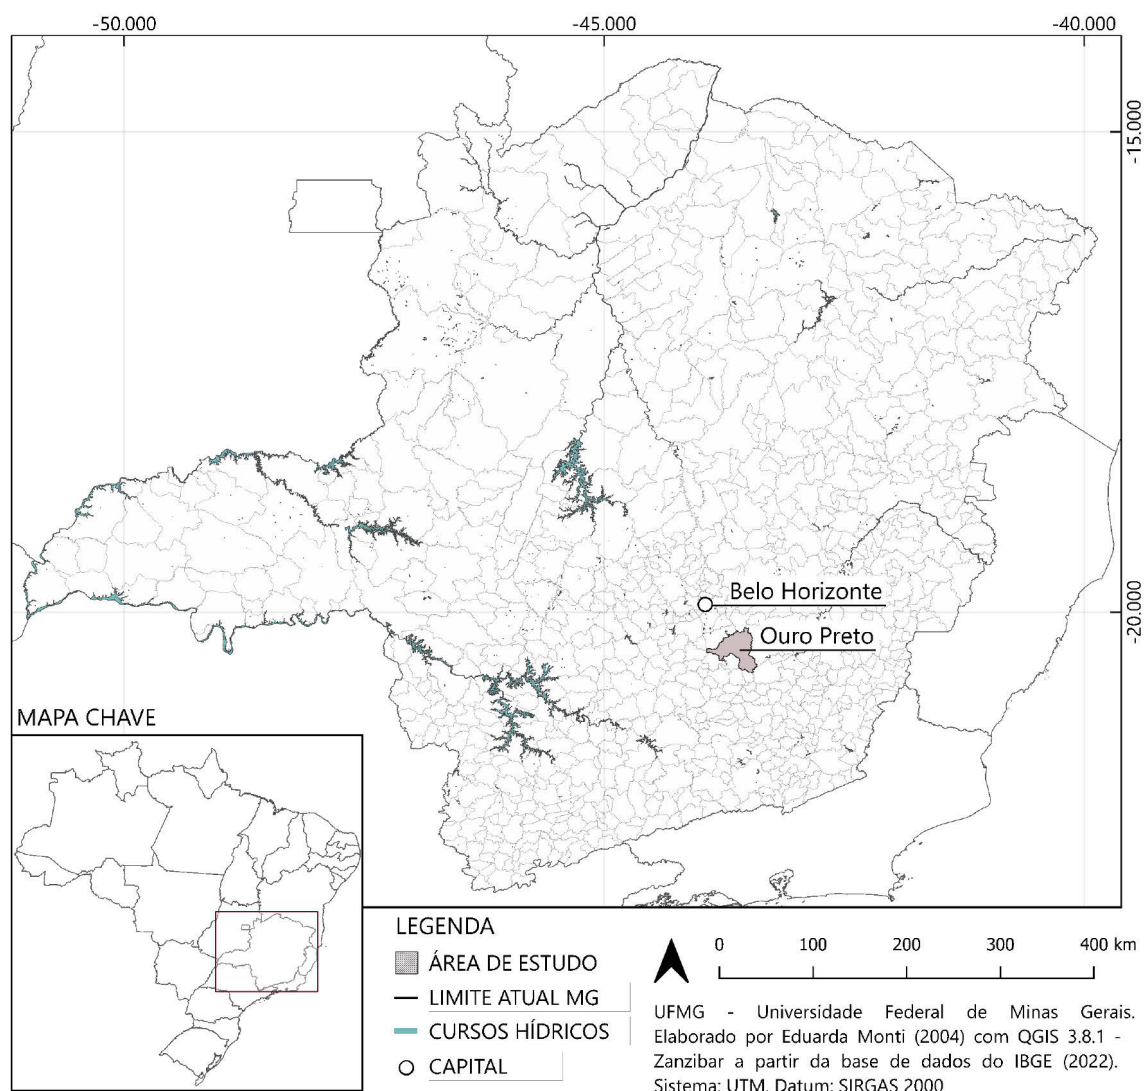 -50.000
-45.000
-40.000
-15.000
-20.000
Belo Horizonte
Ouro Preto
MAPA CHAVE
LEGENDA
ÁREA DE ESTUDO
LIMITE ATUAL MG
CURSOS HÍDRICOS
CAPITAL
0 100 200 300 400 km
UFMG - Universidade Federal de Minas Gerais.
Elaborado por Eduarda Monti (2004) com QGIS 3.8.1 -
Zanzibar a partir da base de dados do IBGE (2022).
Sistema: UTM. Datum: SIRGAS 2000